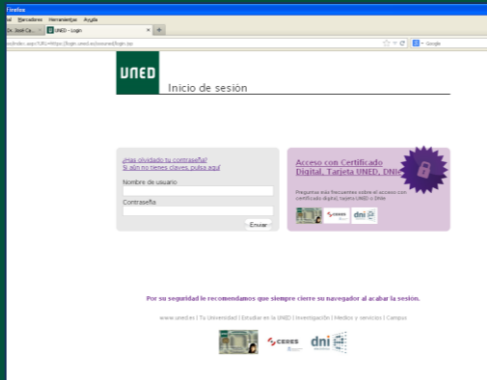 Firefox
Marcadores Herramientas Ayuda
UNED - Login
Google
UNED
Inicio de sesión
¿Has olvidado tu contraseña?
Si aún no tienes claves, pulsa aquí
Nombre de usuario
Contraseña
Enviar
Acceso con Certificado
Digital, Tarjeta UNED, DNIe
Preguntas más frecuentes sobre el acceso con
certificado digital, tarjeta UNED o DNIe
CERES
dni
Por su seguridad le recomendamos que siempre cierre su navegador al acabar la sesión.
www.uned.es | Tu Universidad | Estudiar en la UNED | Investigación | Medios y servicios | Campus
CERES
dni